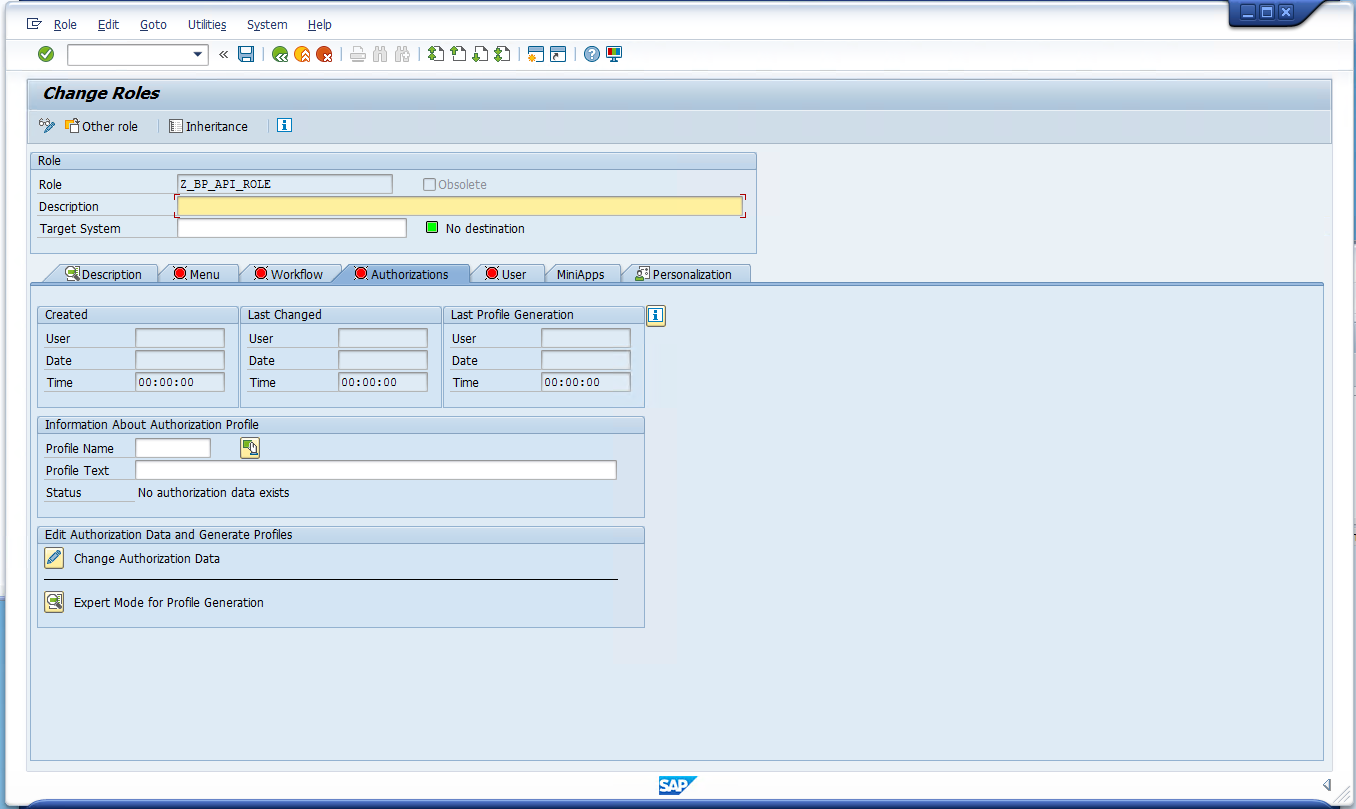 Role Edit Goto Utilities System Help
«
Change Roles
Other role Inheritance
Role
Role Z_BP_API_ROLE Obsolete
Description
Target System No destination
Description Menu Workflow Authorizations User MiniApps Personalization
Created Last Changed Last Profile Generation
User User User
Date Date Date
Time 00:00:00 Time 00:00:00 Time 00:00:00
Information About Authorization Profile
Profile Name
Profile Text
Status No authorization data exists
Edit Authorization Data and Generate Profiles
Change Authorization Data
Expert Mode for Profile Generation
SAP